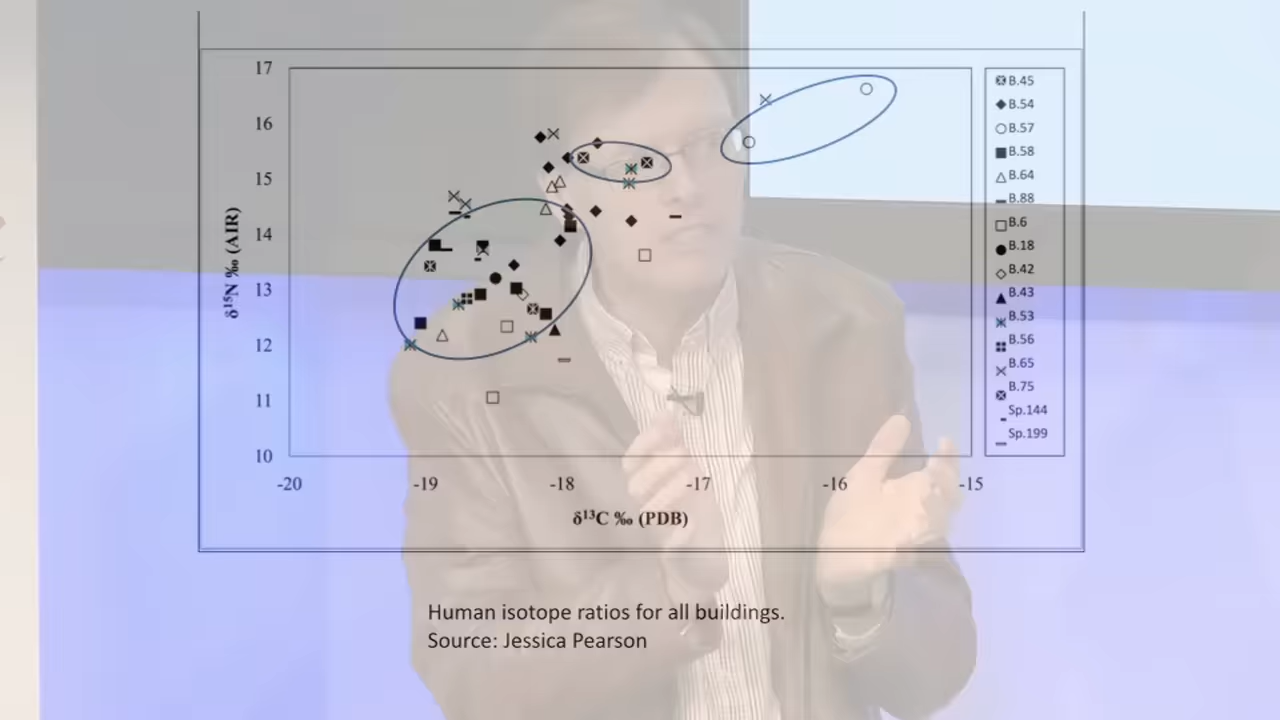 17
16
15
14
13
12
11
10
δ¹⁵N ‰ (AIR)
-20 -19 -18 -17 -16 -15
δ¹³C ‰ (PDB)
B.45
B.54
B.57
B.58
B.64
B.88
B.6
B.18
B.42
B.43
B.53
B.56
B.65
B.75
Sp.144
Sp.199
Human isotope ratios for all buildings.
Source: Jessica Pearson